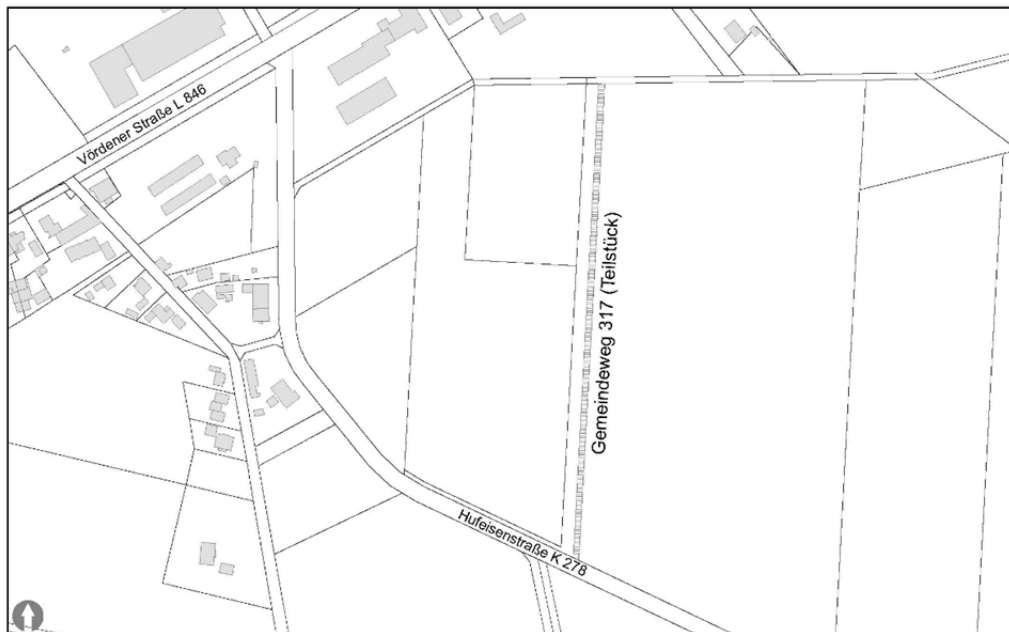 Vördener Straße L 846
Gemeindeweg 317 (Teilstück)
Hufeisenstraße K 278